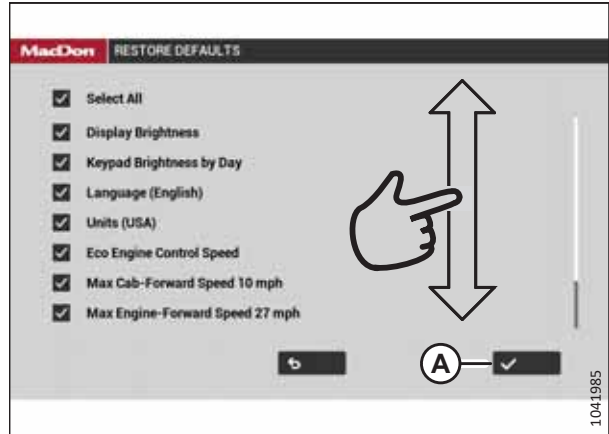 MacDon RESTORE DEFAULTS
Select All
Display Brightness
Keypad Brightness by Day
Language (English)
Units (USA)
Eco Engine Control Speed
Max Cab-Forward Speed 10 mph
Max Engine-Forward Speed 27 mph
A
1041985